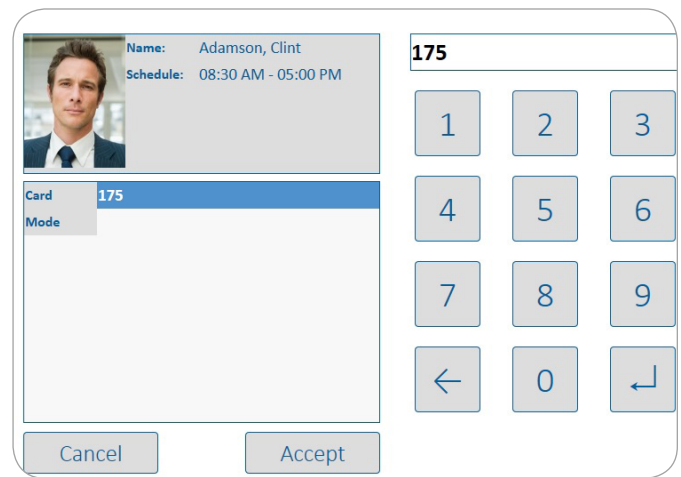 Name: Adamson, Clint
Schedule: 08:30 AM - 05:00 PM
Card 175
Mode
Cancel Accept
175
1 2 3
4 5 6
7 8 9
← 0 ↵